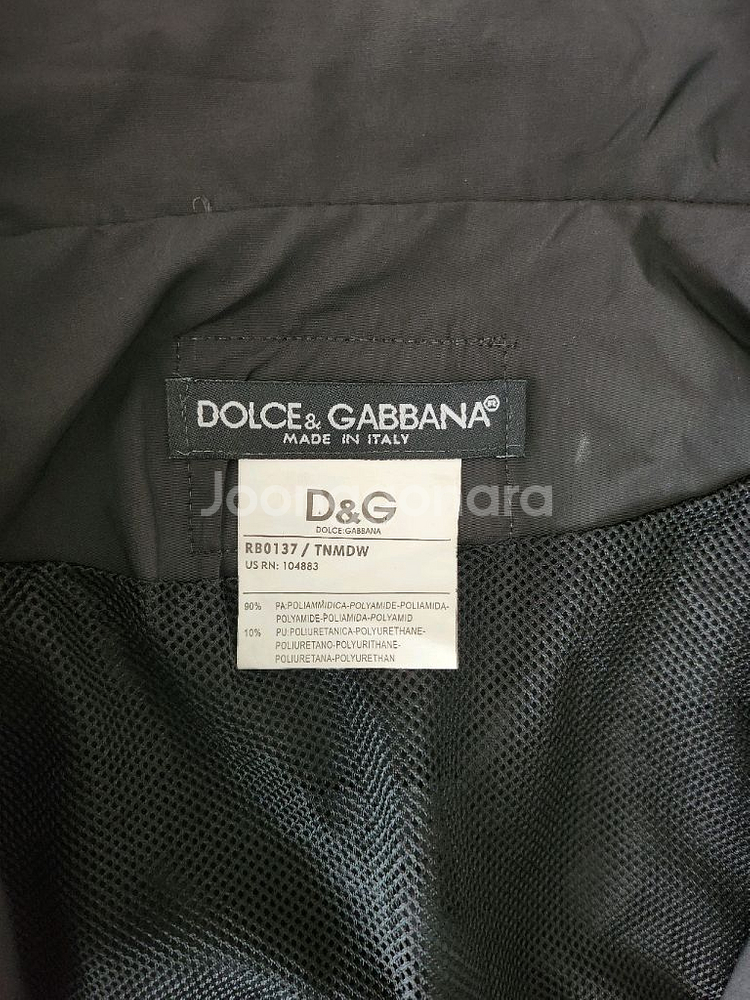 DOLCE & GABBANA®
MADE IN ITALY
D&G
DOLCE & GABBANA
RB0137 / TNMDW
US RN: 104883
90% PA:POLIAMMIDICA-POLYAMIDE-POLIAMIDA-
POLYAMIDE-POLIAMIDA-POLYAMID
10% PU:POLIURETANICA-POLYURETHANE-
POLIURETANO-POLYURITHANE-
POLIURETANA-POLYURETHAN